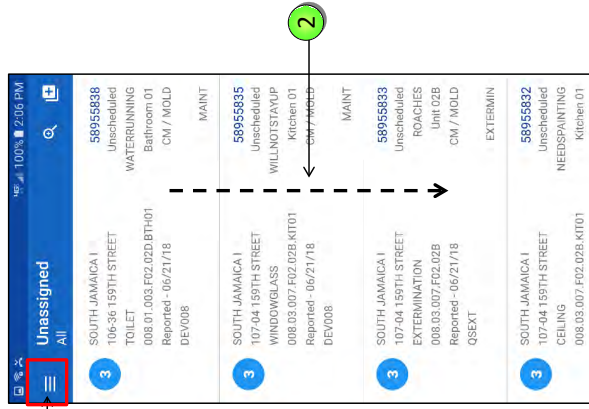 4G 100% 2:06 PM
Unassigned
All
3
SOUTH JAMAICA I 58955838
106-36 159TH STREET Unscheduled
TOILET WATERRUNNING
008.01.003.F02.02D.BTH01 Bathroom 01
Reported - 06/21/18 CM / MOLD
DEV008
MAINT
3
SOUTH JAMAICA I 58955835
107-04 159TH STREET Unscheduled
WINDOWGLASS WILLNOTSTAYUP
008.03.007.F02.02B.KIT01 Kitchen 01
Reported - 06/21/18 CM / MOLD
DEV008
MAINT
3
SOUTH JAMAICA I 58955833
107-04 159TH STREET Unscheduled
EXTERMINATION ROACHES
008.03.007.F02.02B Unit 02B
Reported - 06/21/18 CM / MOLD
QSEXT
EXTERMIN
3
SOUTH JAMAICA I 58955832
107-04 159TH STREET Unscheduled
CEILING NEEDSPAINTING
008.03.007.F02.02B.KIT01 Kitchen 01
2